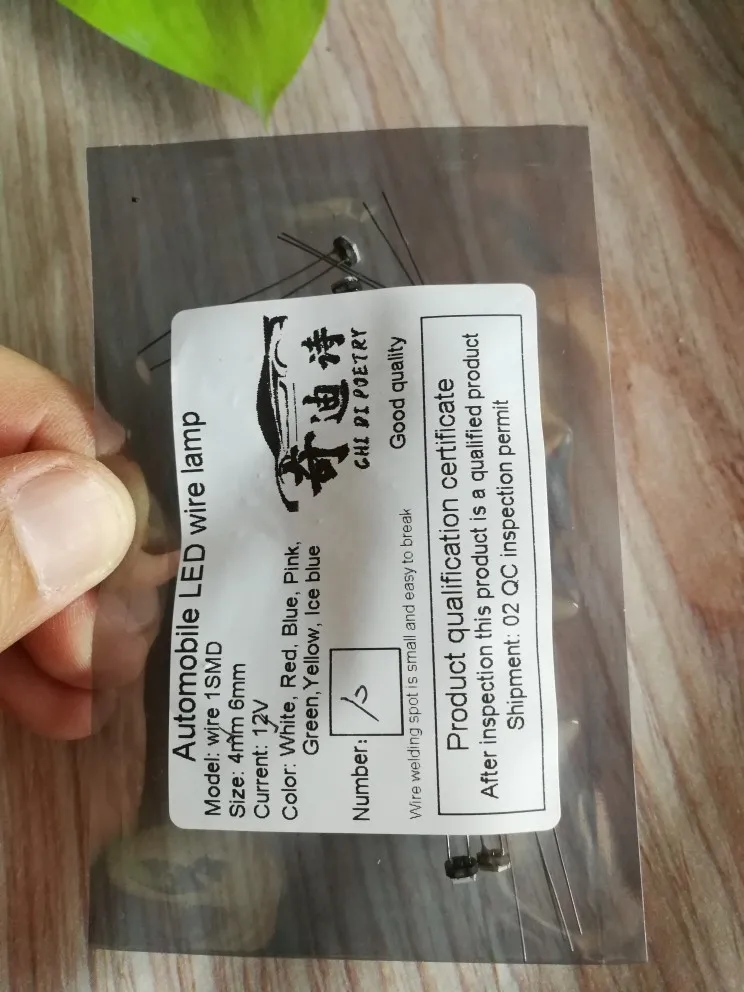 Automobile LED wire lamp
Model: wire 1SMD
Size: 4mm 6mm
Current: 12V
Color: White, Red, Blue, Pink,
Green, Yellow, Ice blue
奇迪诗
CHI DI POETRY
Number:
Good quality
Wire welding spot is small and easy to break
Product qualification certificate
After inspection this product is a qualified product
Shipment: 02 QC inspection permit